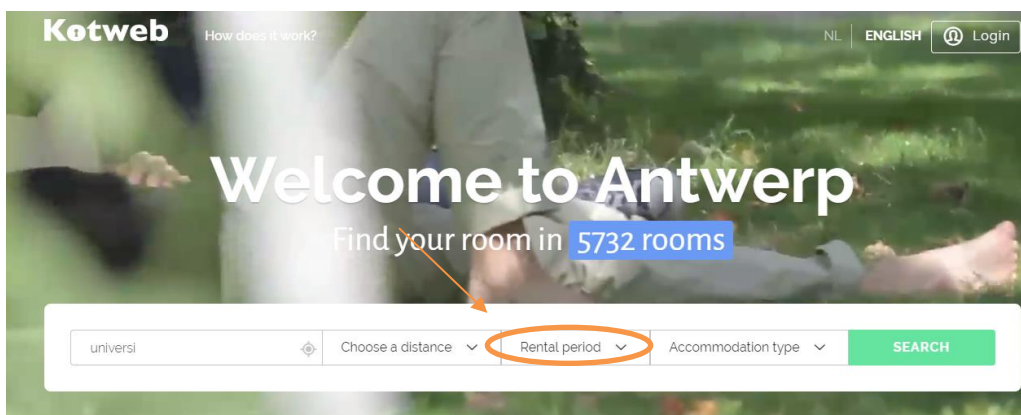 Kotweb How does it work? NL ENGLISH Login
Welcome to Antwerp
Find your room in 5732 rooms
universi Choose a distance Rental period Accommodation type SEARCH